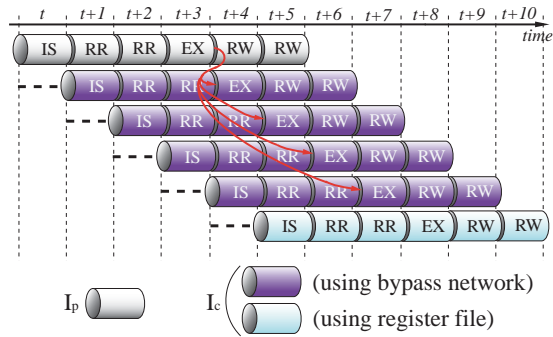 t t+1 t+2 t+3 t+4 t+5 t+6 t+7 t+8 t+9 t+10
time
IS RR RR EX RW RW
IS RR RR EX RW RW
IS RR RR EX RW RW
IS RR RR EX RW RW
IS RR RR EX RW RW
IS RR RR EX RW RW
Ip Ic (using bypass network)
(using register file)